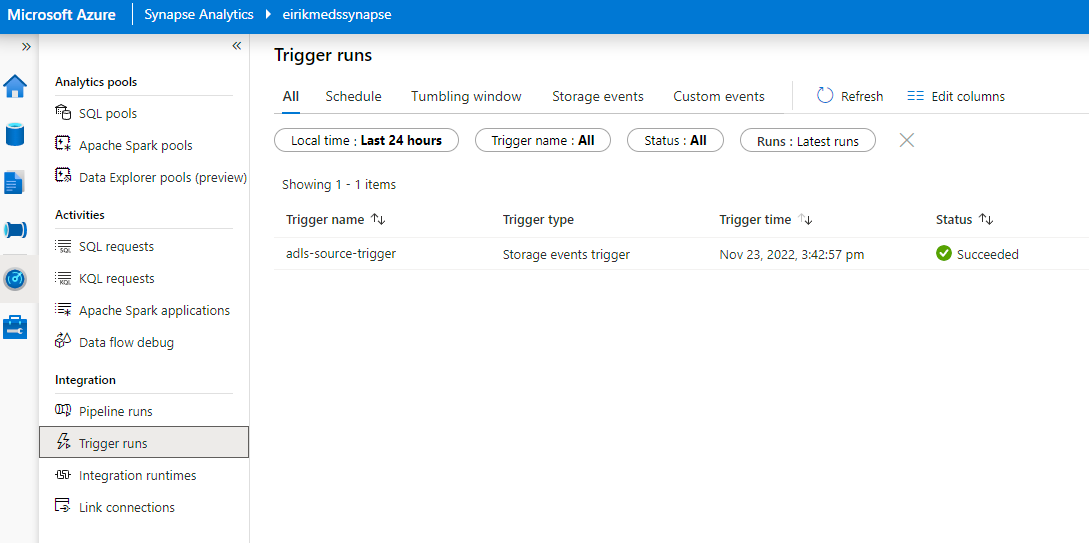 Microsoft Azure Synapse Analytics eirikmedssynapse
Analytics pools
SQL pools
Apache Spark pools
Data Explorer pools (preview)
Activities
SQL requests
KQL requests
Apache Spark applications
Data flow debug
Integration
Pipeline runs
Trigger runs
Integration runtimes
Link connections
Trigger runs
All Schedule Tumbling window Storage events Custom events Refresh Edit columns
Local time : Last 24 hours Trigger name : All Status : All Runs : Latest runs
Showing 1 - 1 items
Trigger name Trigger type Trigger time Status
adls-source-trigger Storage events trigger Nov 23, 2022, 3:42:57 pm Succeeded